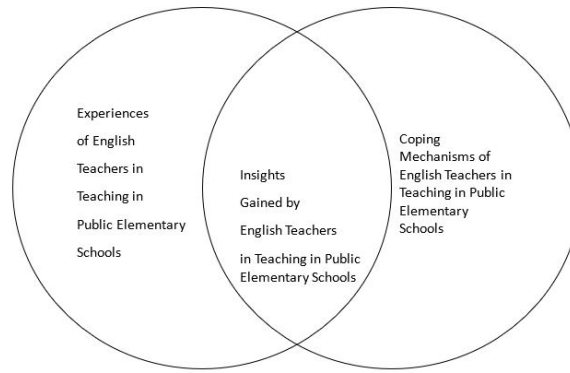 Experiences
of English
Teachers in
Teaching in
Public Elementary
Schools
Insights
Gained by
English Teachers
in Teaching in Public
Elementary Schools
Coping
Mechanisms of
English Teachers in
Teaching in Public
Elementary
Schools